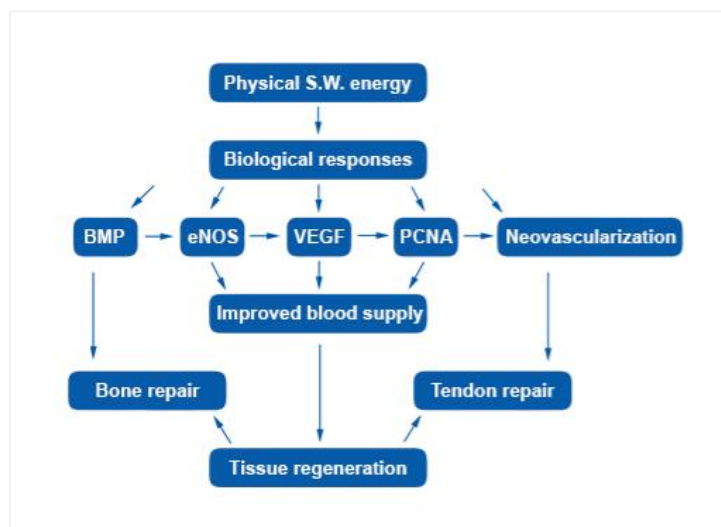 Physical S.W. energy
Biological responses
BMP
eNOS
VEGF
PCNA
Neovascularization
Improved blood supply
Bone repair
Tendon repair
Tissue regeneration